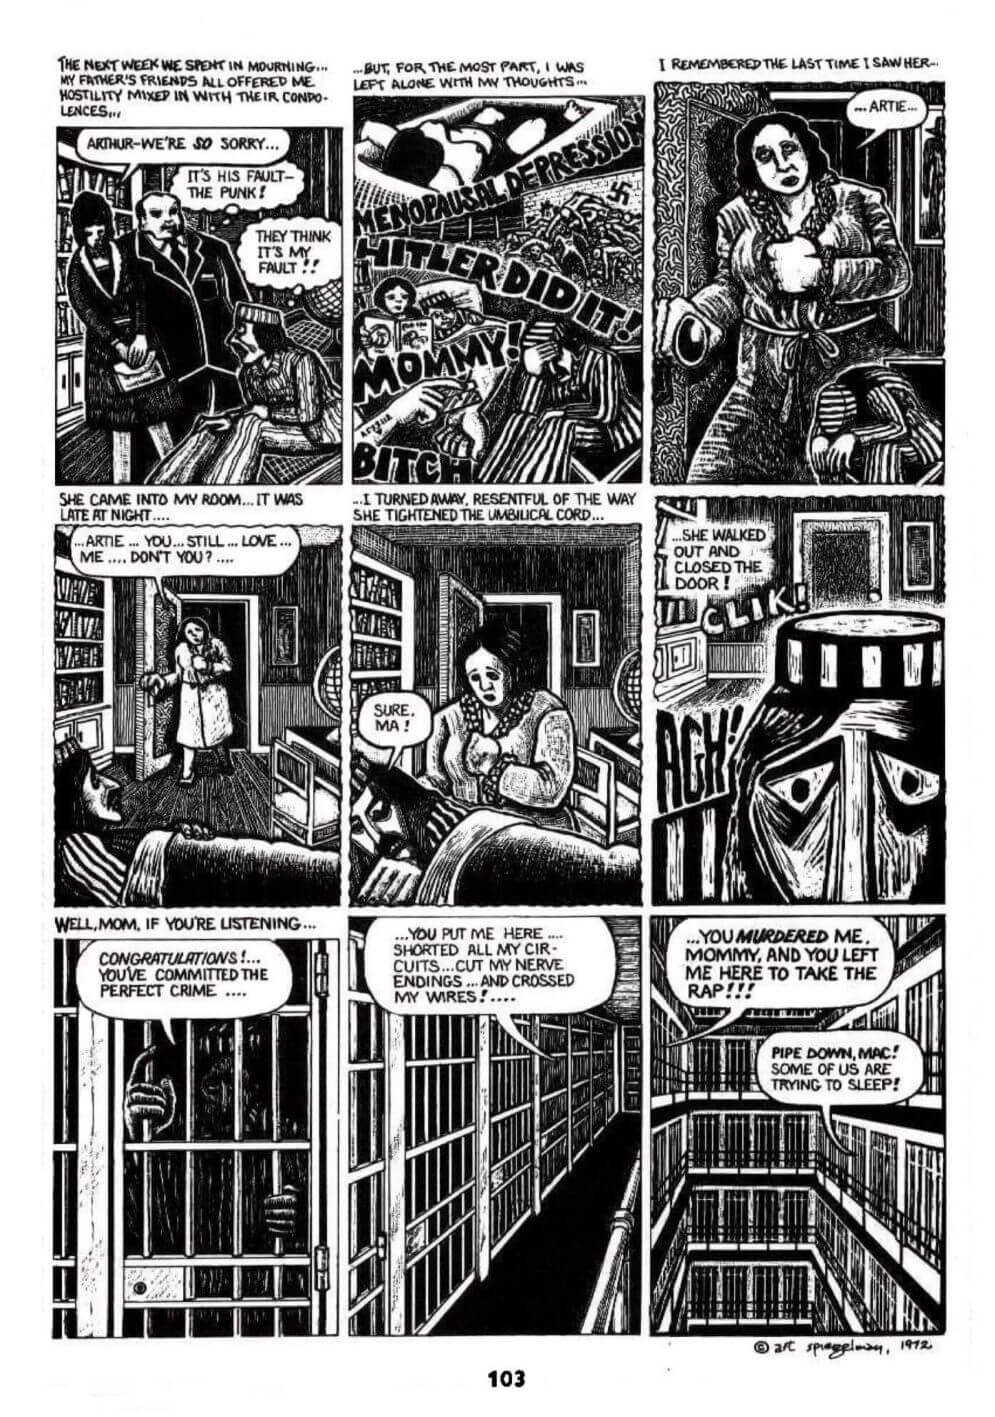 THE NEXT WEEK WE SPENT IN MOURNING...
MY FATHER'S FRIENDS ALL OFFERED ME
HOSTILITY MIXED IN WITH THEIR CONDO-
LENCES...
ARTHUR-WE'RE SO SORRY...
IT'S HIS FAULT-
THE PUNK!
THEY THINK
IT'S MY
FAULT!!
...BUT, FOR THE MOST PART, I WAS
LEFT ALONE WITH MY THOUGHTS...
MENOPAUSAL DEPRESSION
HITLER DID IT!
MOMMY!
BITCH
I REMEMBERED THE LAST TIME I SAW HER...
...ARTIE...
SHE CAME INTO MY ROOM...IT WAS
LATE AT NIGHT....
...ARTIE...YOU...STILL...LOVE...
ME....DON'T YOU?....
...I TURNED AWAY, RESENTFUL OF THE WAY
SHE TIGHTENED THE UMBILICAL CORD...
SURE,
MA!
...SHE WALKED
OUT AND
CLOSED THE
DOOR!
CLIK!
AGH!
WELL, MOM, IF YOU'RE LISTENING...
CONGRATULATIONS!...
YOU'VE COMMITTED THE
PERFECT CRIME....
...YOU PUT ME HERE....
SHORTED ALL MY CIR-
CUITS...CUT MY NERVE
ENDINGS...AND CROSSED
MY WIRES!....
...YOU MURDERED ME,
MOMMY, AND YOU LEFT
ME HERE TO TAKE THE
RAP!!!
PIPE DOWN, MAC!
SOME OF US ARE
TRYING TO SLEEP!
© art spiegelman, 1972
103